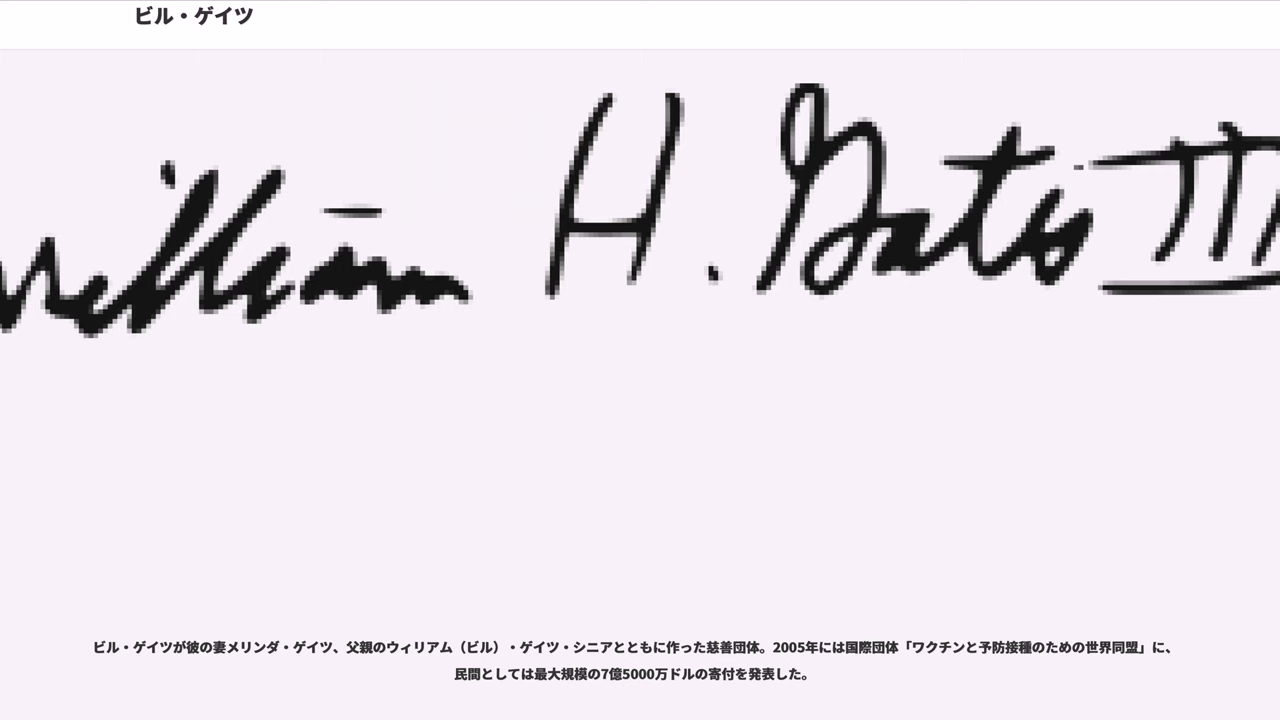 ビル・ゲイツ
William H. Gates III
ビル・ゲイツが彼の妻メリンダ・ゲイツ、父親のウィリアム（ビル）・ゲイツ・シニアとともに作った慈善団体。2005年には国際団体「ワクチンと予防接種のための世界同盟」に、
民間としては最大規模の7億5000万ドルの寄付を発表した。